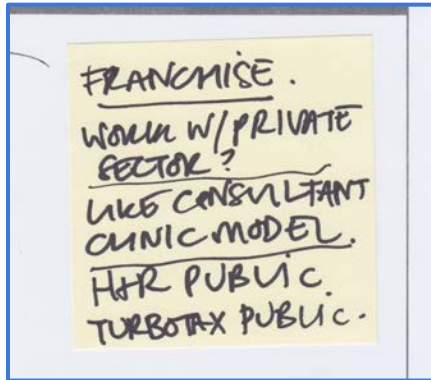 FRANCHISE.
WORK W/ PRIVATE
SECTOR?
LIKE CONSULTANT
CLINIC MODEL.
H+R PUBLIC.
TURBOTAX PUBLIC.